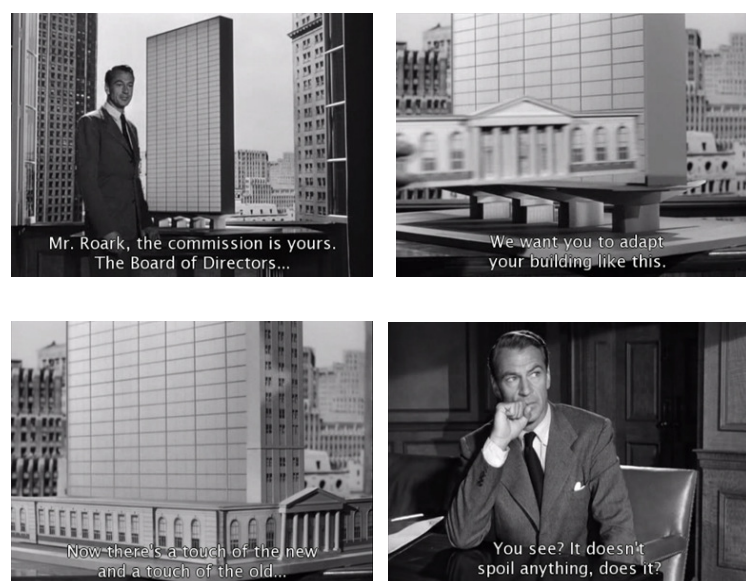 Mr. Roark, the commission is yours.
The Board of Directors...
We want you to adapt
your building like this.
Now there's a touch of the new
and a touch of the old...
You see? It doesn't
spoil anything, does it?